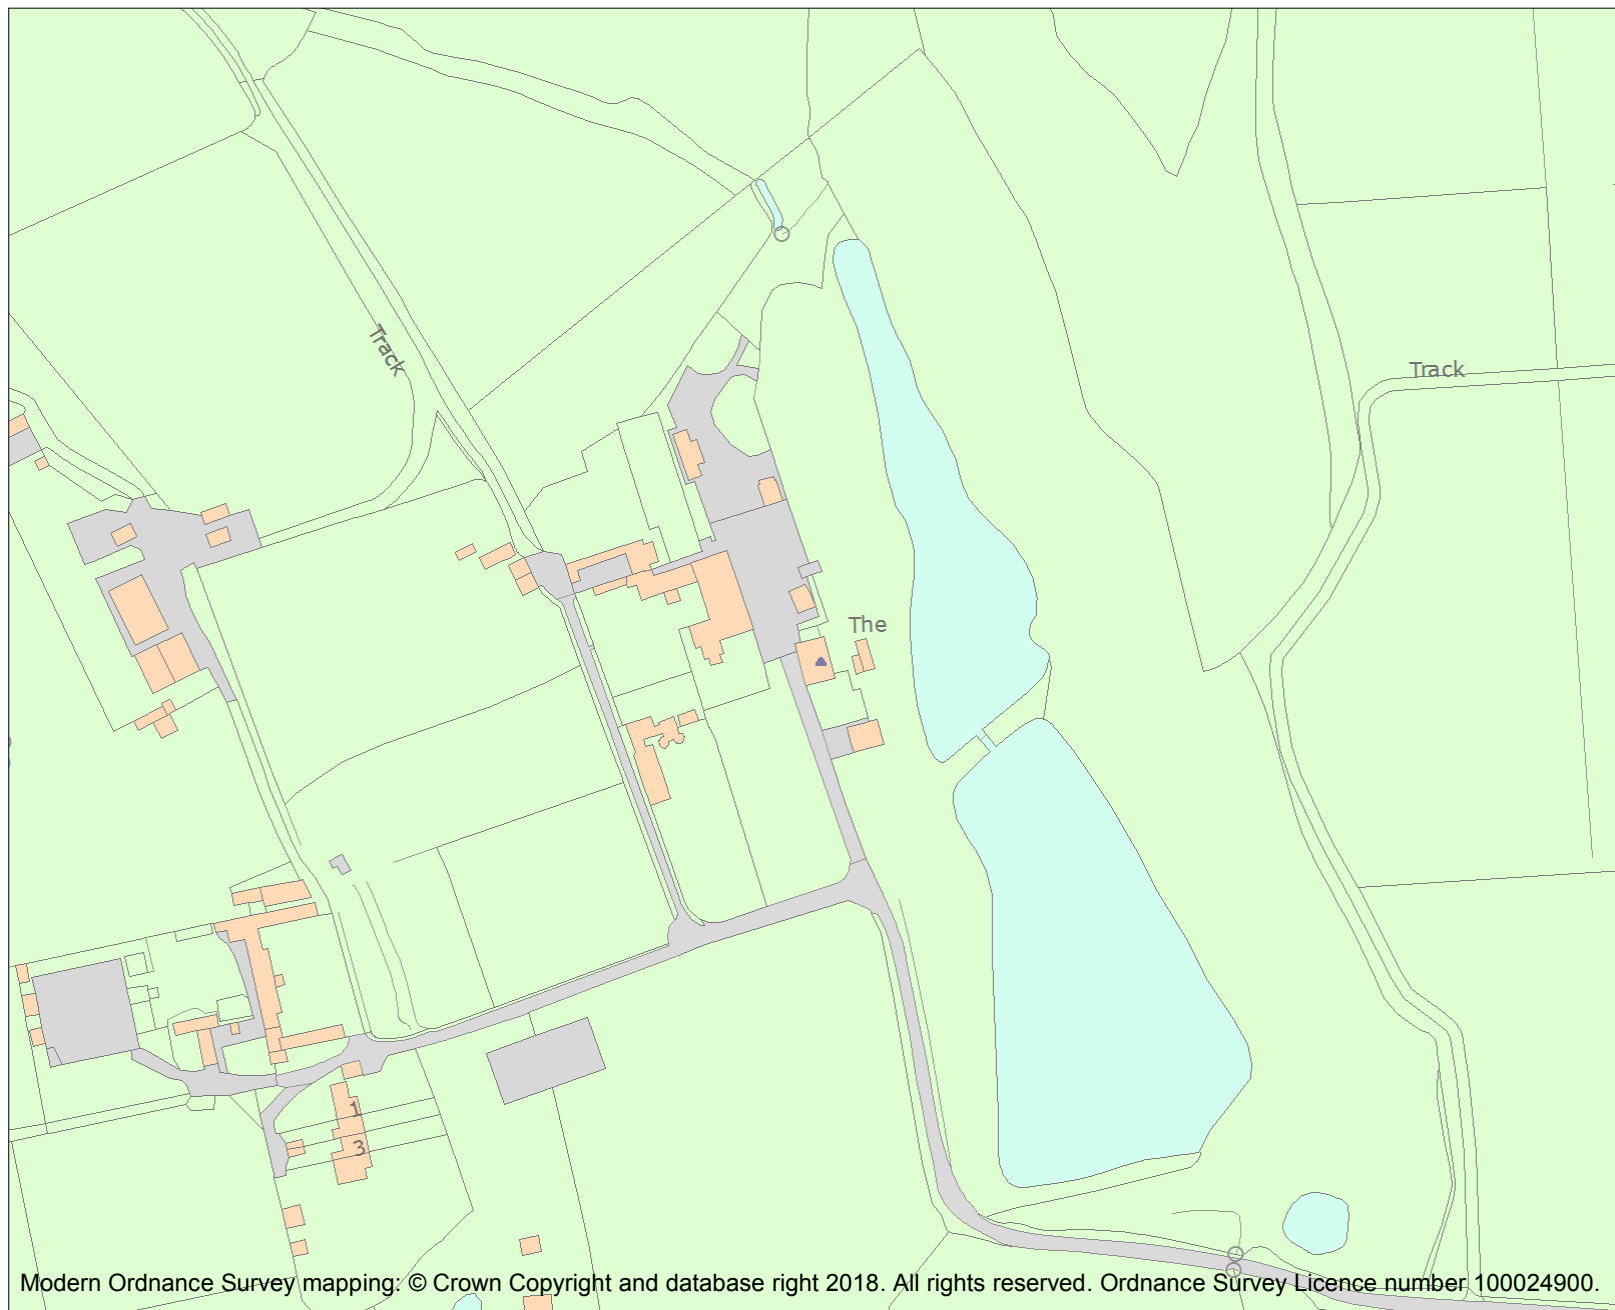 Track
Track
The
1
3
Modern Ordnance Survey mapping: © Crown Copyright and database right 2018. All rights reserved. Ordnance Survey Licence number 100024900.